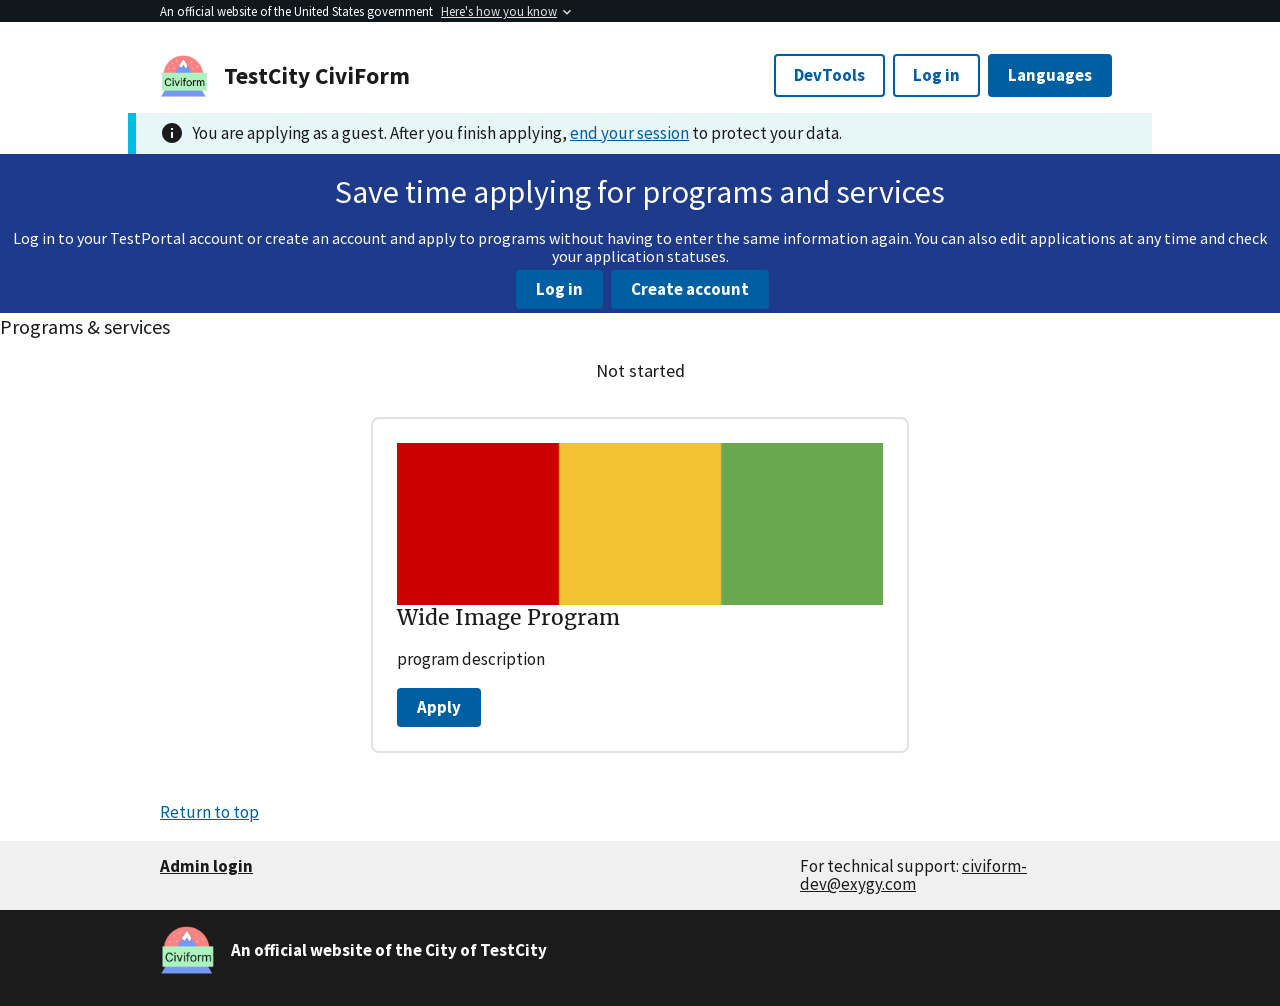 An official website of the United States government Here's how you know
Civiform
TestCity CiviForm
DevTools
Log in
Languages
You are applying as a guest. After you finish applying, end your session to protect your data.
Save time applying for programs and services
Log in to your TestPortal account or create an account and apply to programs without having to enter the same information again. You can also edit applications at any time and check
your application statuses.
Log in
Create account
Programs & services
Not started
Wide Image Program
program description
Apply
Return to top
Admin login
For technical support: civiform-
dev@exygy.com
Civiform
An official website of the City of TestCity